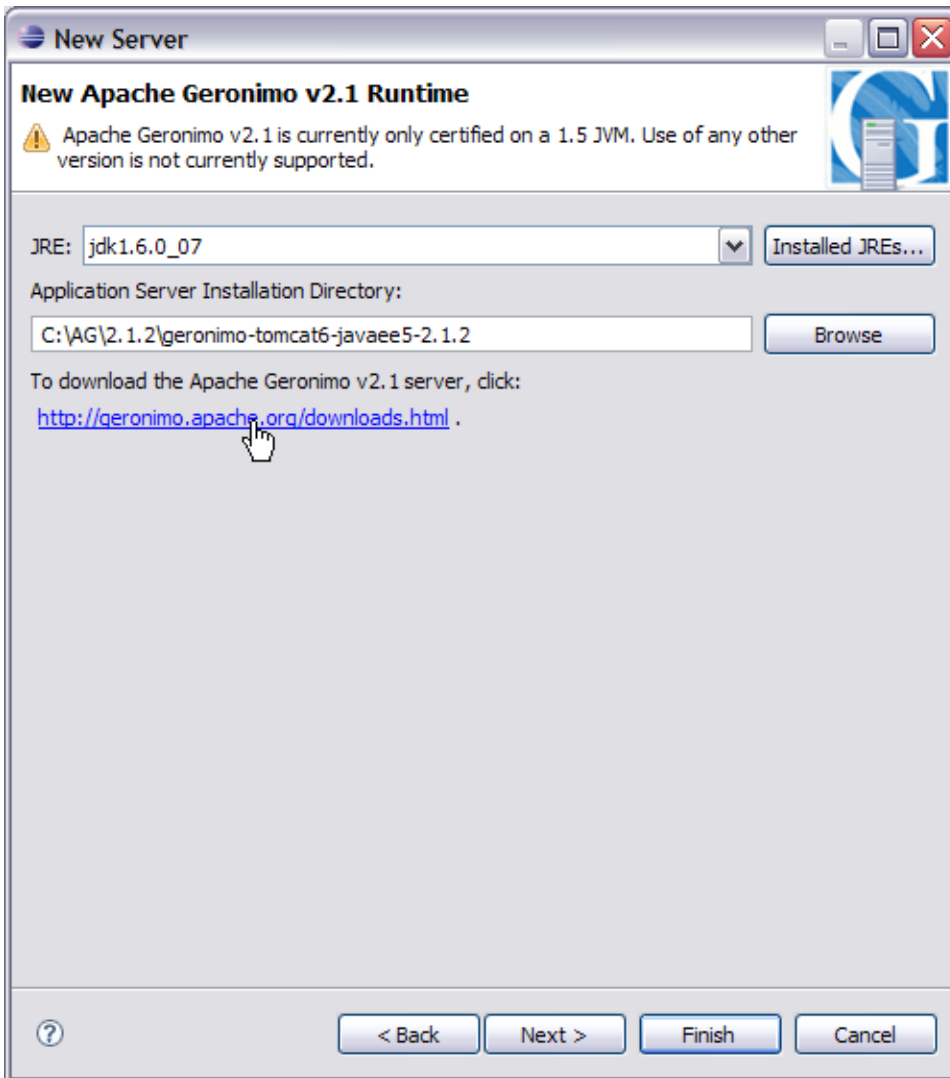 New Server
New Apache Geronimo v2.1 Runtime
Apache Geronimo v2.1 is currently only certified on a 1.5 JVM. Use of any other
version is not currently supported.
G
JRE: jdk1.6.0_07 Installed JREs...
Application Server Installation Directory:
C:\AG\2.1.2\geronimo-tomcat6-javaee5-2.1.2 Browse
To download the Apache Geronimo v2.1 server, click:
http://geronimo.apache.org/downloads.html .
? < Back Next > Finish Cancel